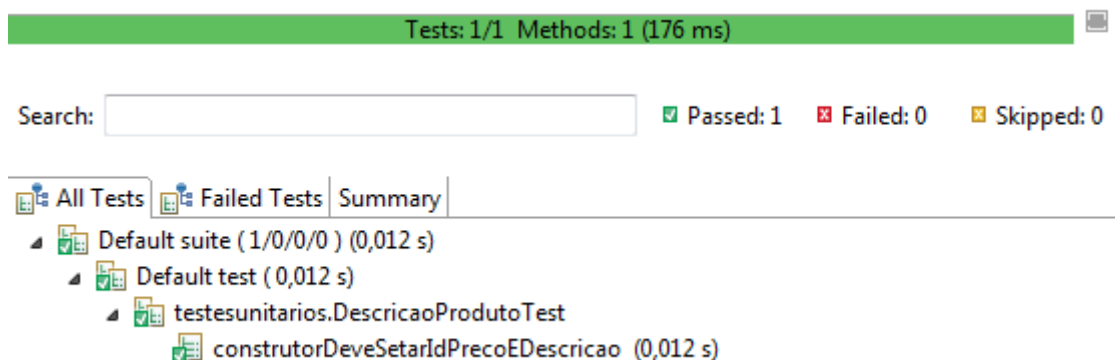 Tests: 1/1 Methods: 1 (176 ms)
Search: Passed: 1 Failed: 0 Skipped: 0
All Tests Failed Tests Summary
Default suite ( 1/0/0/0 ) (0,012 s)
Default test ( 0,012 s)
testesunitarios.DescricaoProdutoTest
construtorDeveSetarIdPrecoEDescricao (0,012 s)